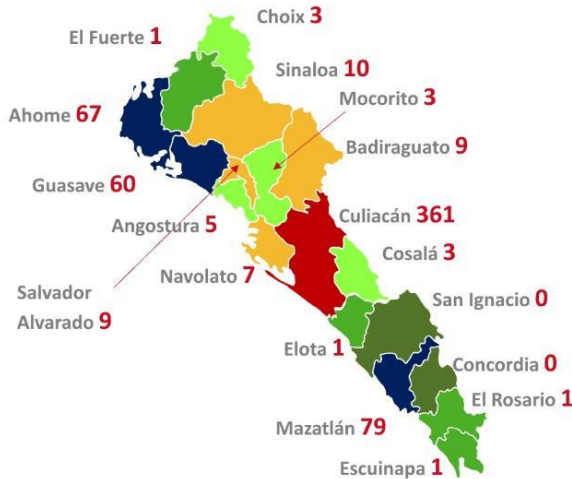 Choix 3
El Fuerte 1
Sinaloa 10
Mocorito 3
Ahome 67
Badiraguato 9
Guasave 60
Culiacán 361
Angostura 5
Cosalá 3
Navolato 7
Salvador
Alvarado 9
San Ignacio 0
Elota 1
Concordia 0
El Rosario 1
Mazatlán 79
Escuinapa 1